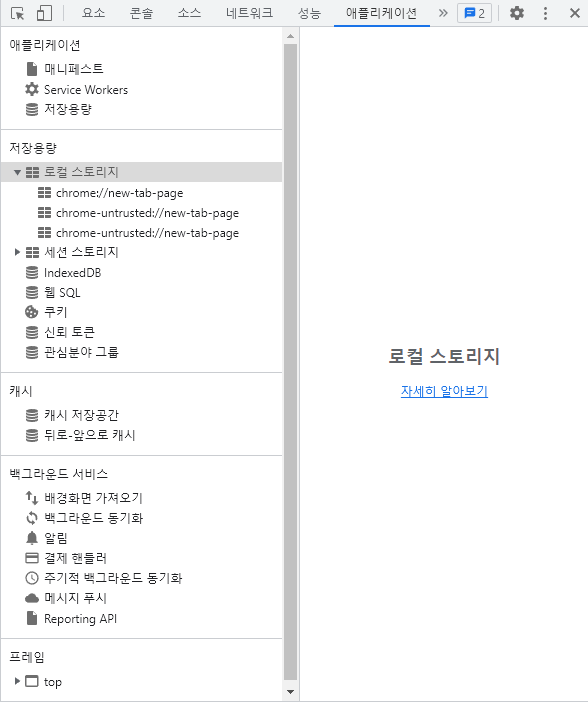 요소 콘솔 소스 네트워크 성능 애플리케이션 » 2
애플리케이션
매니페스트
Service Workers
저장용량
저장용량
로컬 스토리지
chrome://new-tab-page
chrome-untrusted://new-tab-page
chrome-untrusted://new-tab-page
세션 스토리지
IndexedDB
웹 SQL
쿠키
신뢰 토큰
관심분야 그룹
캐시
캐시 저장공간
뒤로-앞으로 캐시
백그라운드 서비스
배경화면 가져오기
백그라운드 동기화
알림
결제 핸들러
주기적 백그라운드 동기화
메시지 푸시
Reporting API
프레임
top
로컬 스토리지
자세히 알아보기